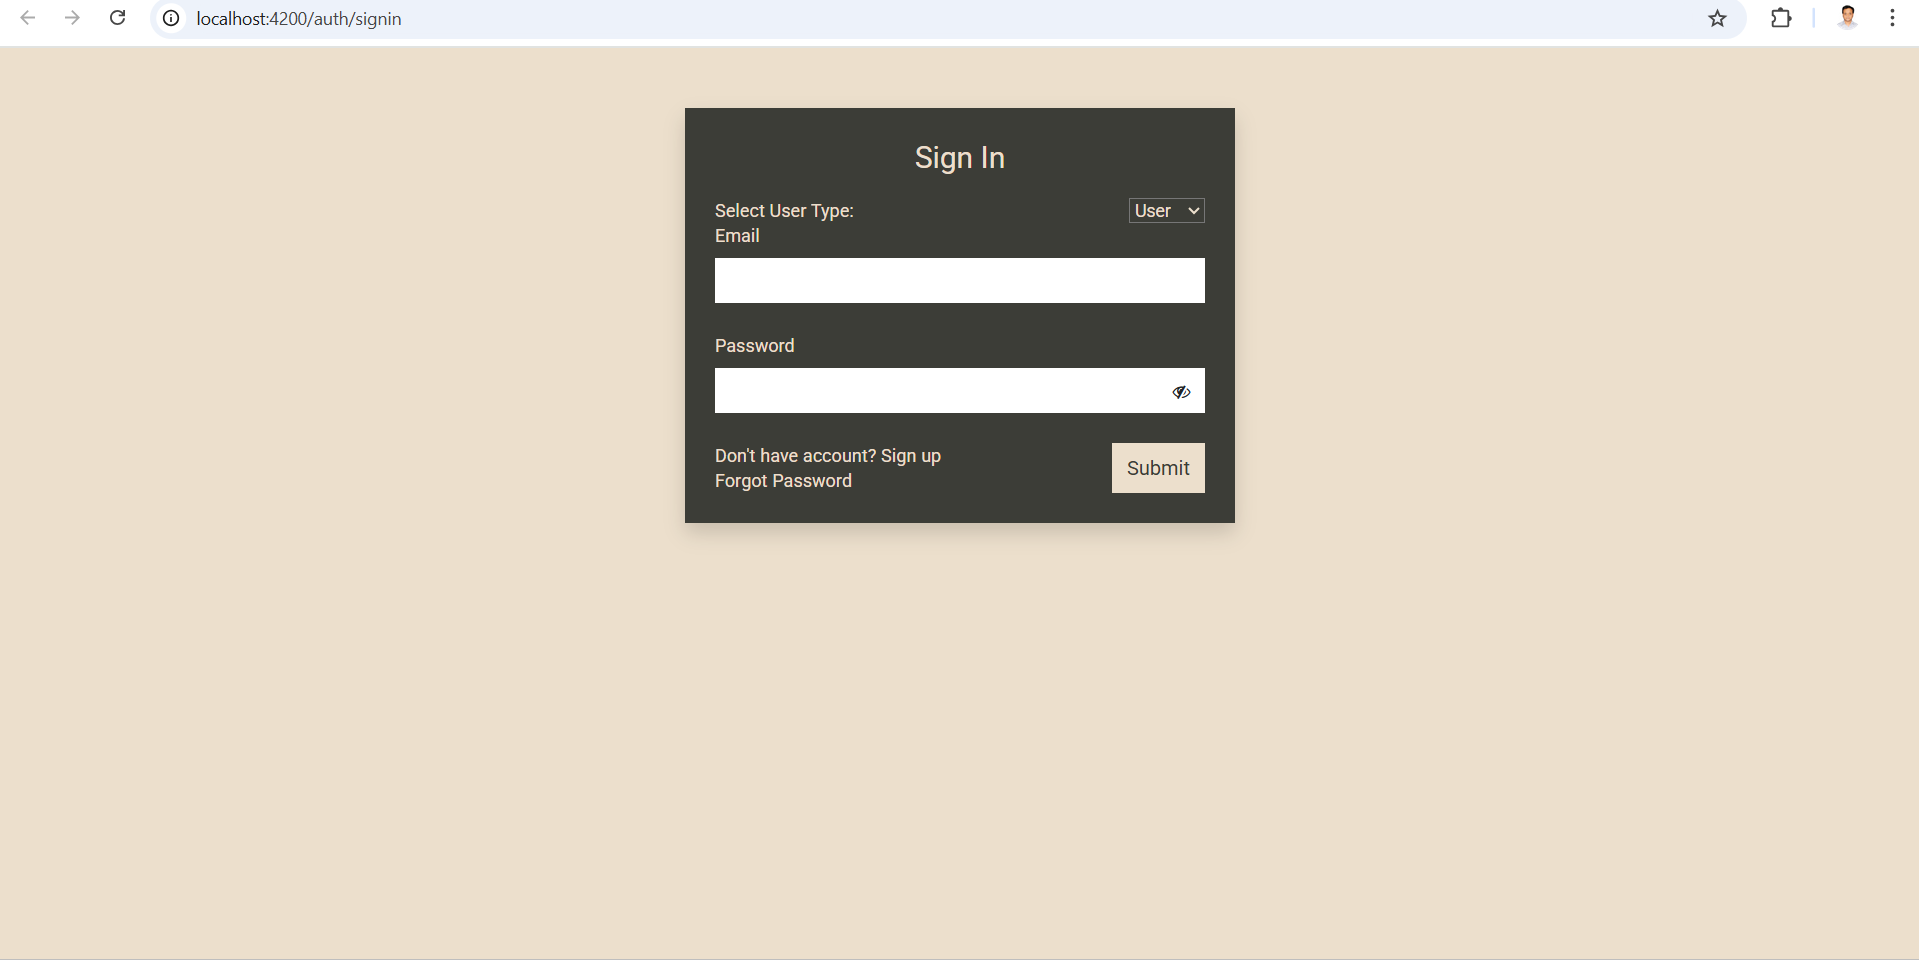 localhost:4200/auth/signin
Sign In
Select User Type: User
Email
Password
Don't have account? Sign up
Forgot Password
Submit